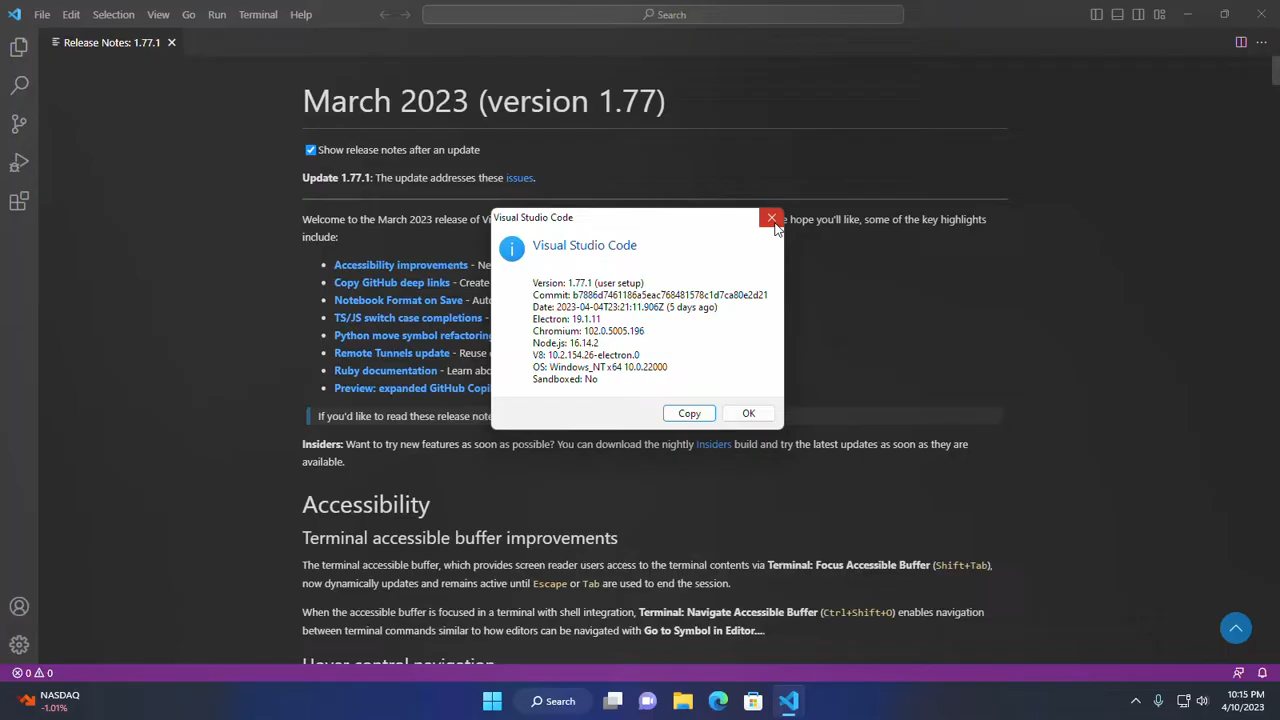 File Edit Selection View Go Run Terminal Help
Search
Release Notes: 1.77.1
March 2023 (version 1.77)
Show release notes after an update
Update 1.77.1: The update addresses these issues.
Welcome to the March 2023 release of Vi
hope you'll like, some of the key highlights
include:
Visual Studio Code
Visual Studio Code
Version: 1.77.1 (user setup)
Commit: b7886d7461186a5eac768481578c1d7ca80e2d21
Date: 2023-04-04T23:21:11.906Z (5 days ago)
Electron: 19.1.11
Chromium: 102.0.5005.196
Node.js: 16.14.2
V8: 10.2.154.26-electron.0
OS: Windows_NT x64 10.0.22000
Sandboxed: No
Copy OK
Accessibility improvements - Ne
Copy GitHub deep links - Create
Notebook Format on Save - Auto
TS/JS switch case completions -
Python move symbol refactoring
Remote Tunnels update - Reuse
Ruby documentation - Learn abou
Preview: expanded GitHub Copil
If you'd like to read these release note
Insiders: Want to try new features as soon as possible? You can download the nightly Insiders build and try the latest updates as soon as they are
available.
Accessibility
Terminal accessible buffer improvements
The terminal accessible buffer, which provides screen reader users access to the terminal contents via Terminal: Focus Accessible Buffer (Shift+Tab),
now dynamically updates and remains active until Escape or Tab are used to end the session.
When the accessible buffer is focused in a terminal with shell integration, Terminal: Navigate Accessible Buffer (Ctrl+Shift+O) enables navigation
between terminal commands similar to how editors can be navigated with Go to Symbol in Editor....
Hover control navigation
0 0
NASDAQ
-1.01%
Search
10:15 PM
4/10/2023